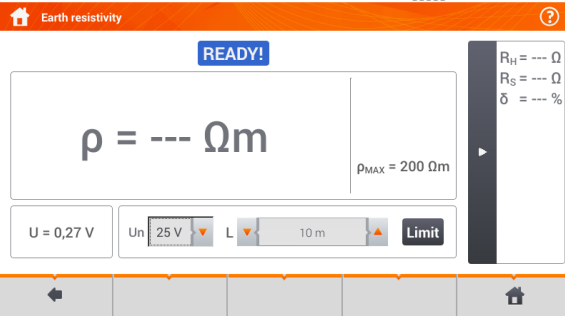 Earth resistivity
?
READY!
ρ = --- Ωm
ρMAX = 200 Ωm
RH = --- Ω
RS = --- Ω
δ = --- %
U = 0,27 V
Un 25 V L 10 m Limit